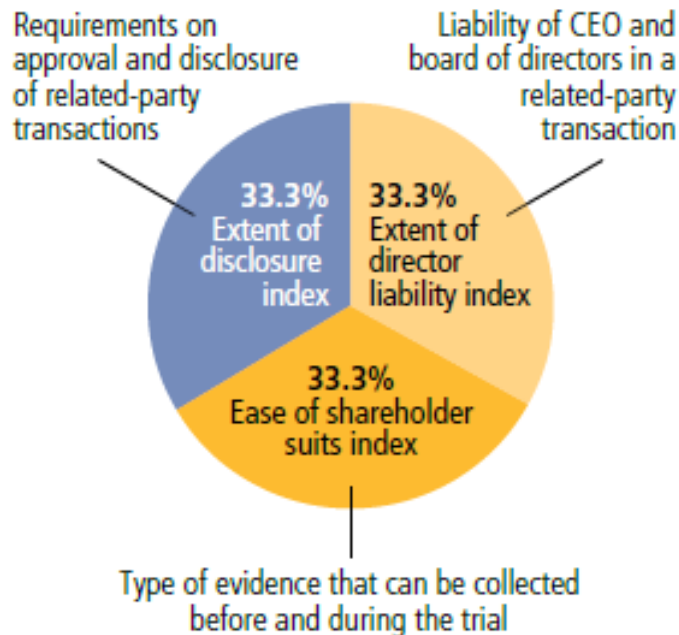 Requirements on
approval and disclosure
of related-party
transactions
Liability of CEO and
board of directors in a
related-party
transaction
33.3%
Extent of
disclosure
index
33.3%
Extent of
director
liability index
33.3%
Ease of shareholder
suits index
Type of evidence that can be collected
before and during the trial